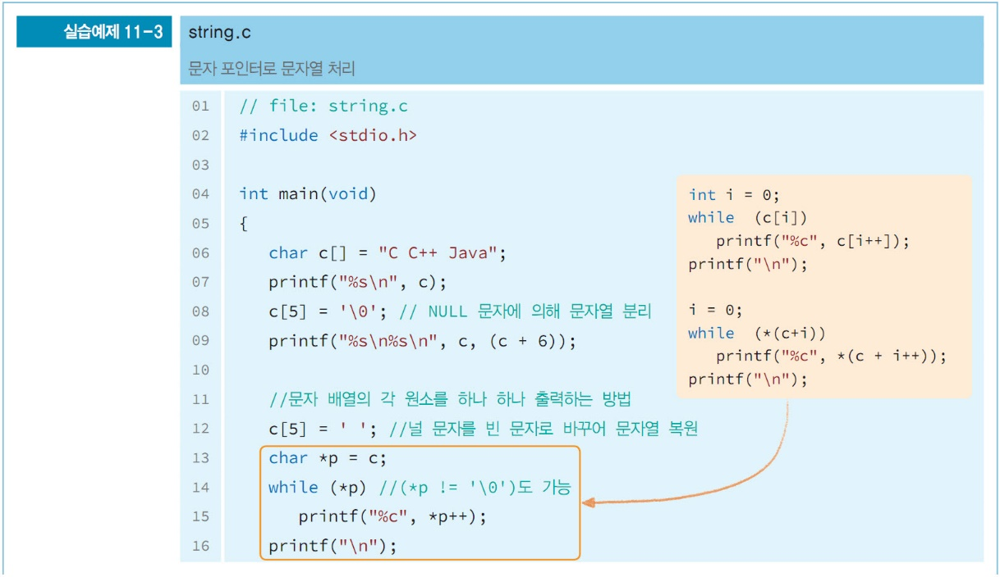 실습예제 11-3
string.c
문자 포인터로 문자열 처리
01 // file: string.c
02 #include <stdio.h>
03
04 int main(void)
05 {
06 char c[] = "C C++ Java";
07 printf("%s\n", c);
08 c[5] = '\0'; // NULL 문자에 의해 문자열 분리
09 printf("%s\n%s\n", c, (c + 6));
10
11 //문자 배열의 각 원소를 하나 하나 출력하는 방법
12 c[5] = ' '; //널 문자를 빈 문자로 바꾸어 문자열 복원
13 char *p = c;
14 while (*p) //(*p != '\0')도 가능
15 printf("%c", *p++);
16 printf("\n");
int i = 0;
while (c[i])
printf("%c", c[i++]);
printf("\n");
i = 0;
while (*(c+i))
printf("%c", *(c + i++));
printf("\n");